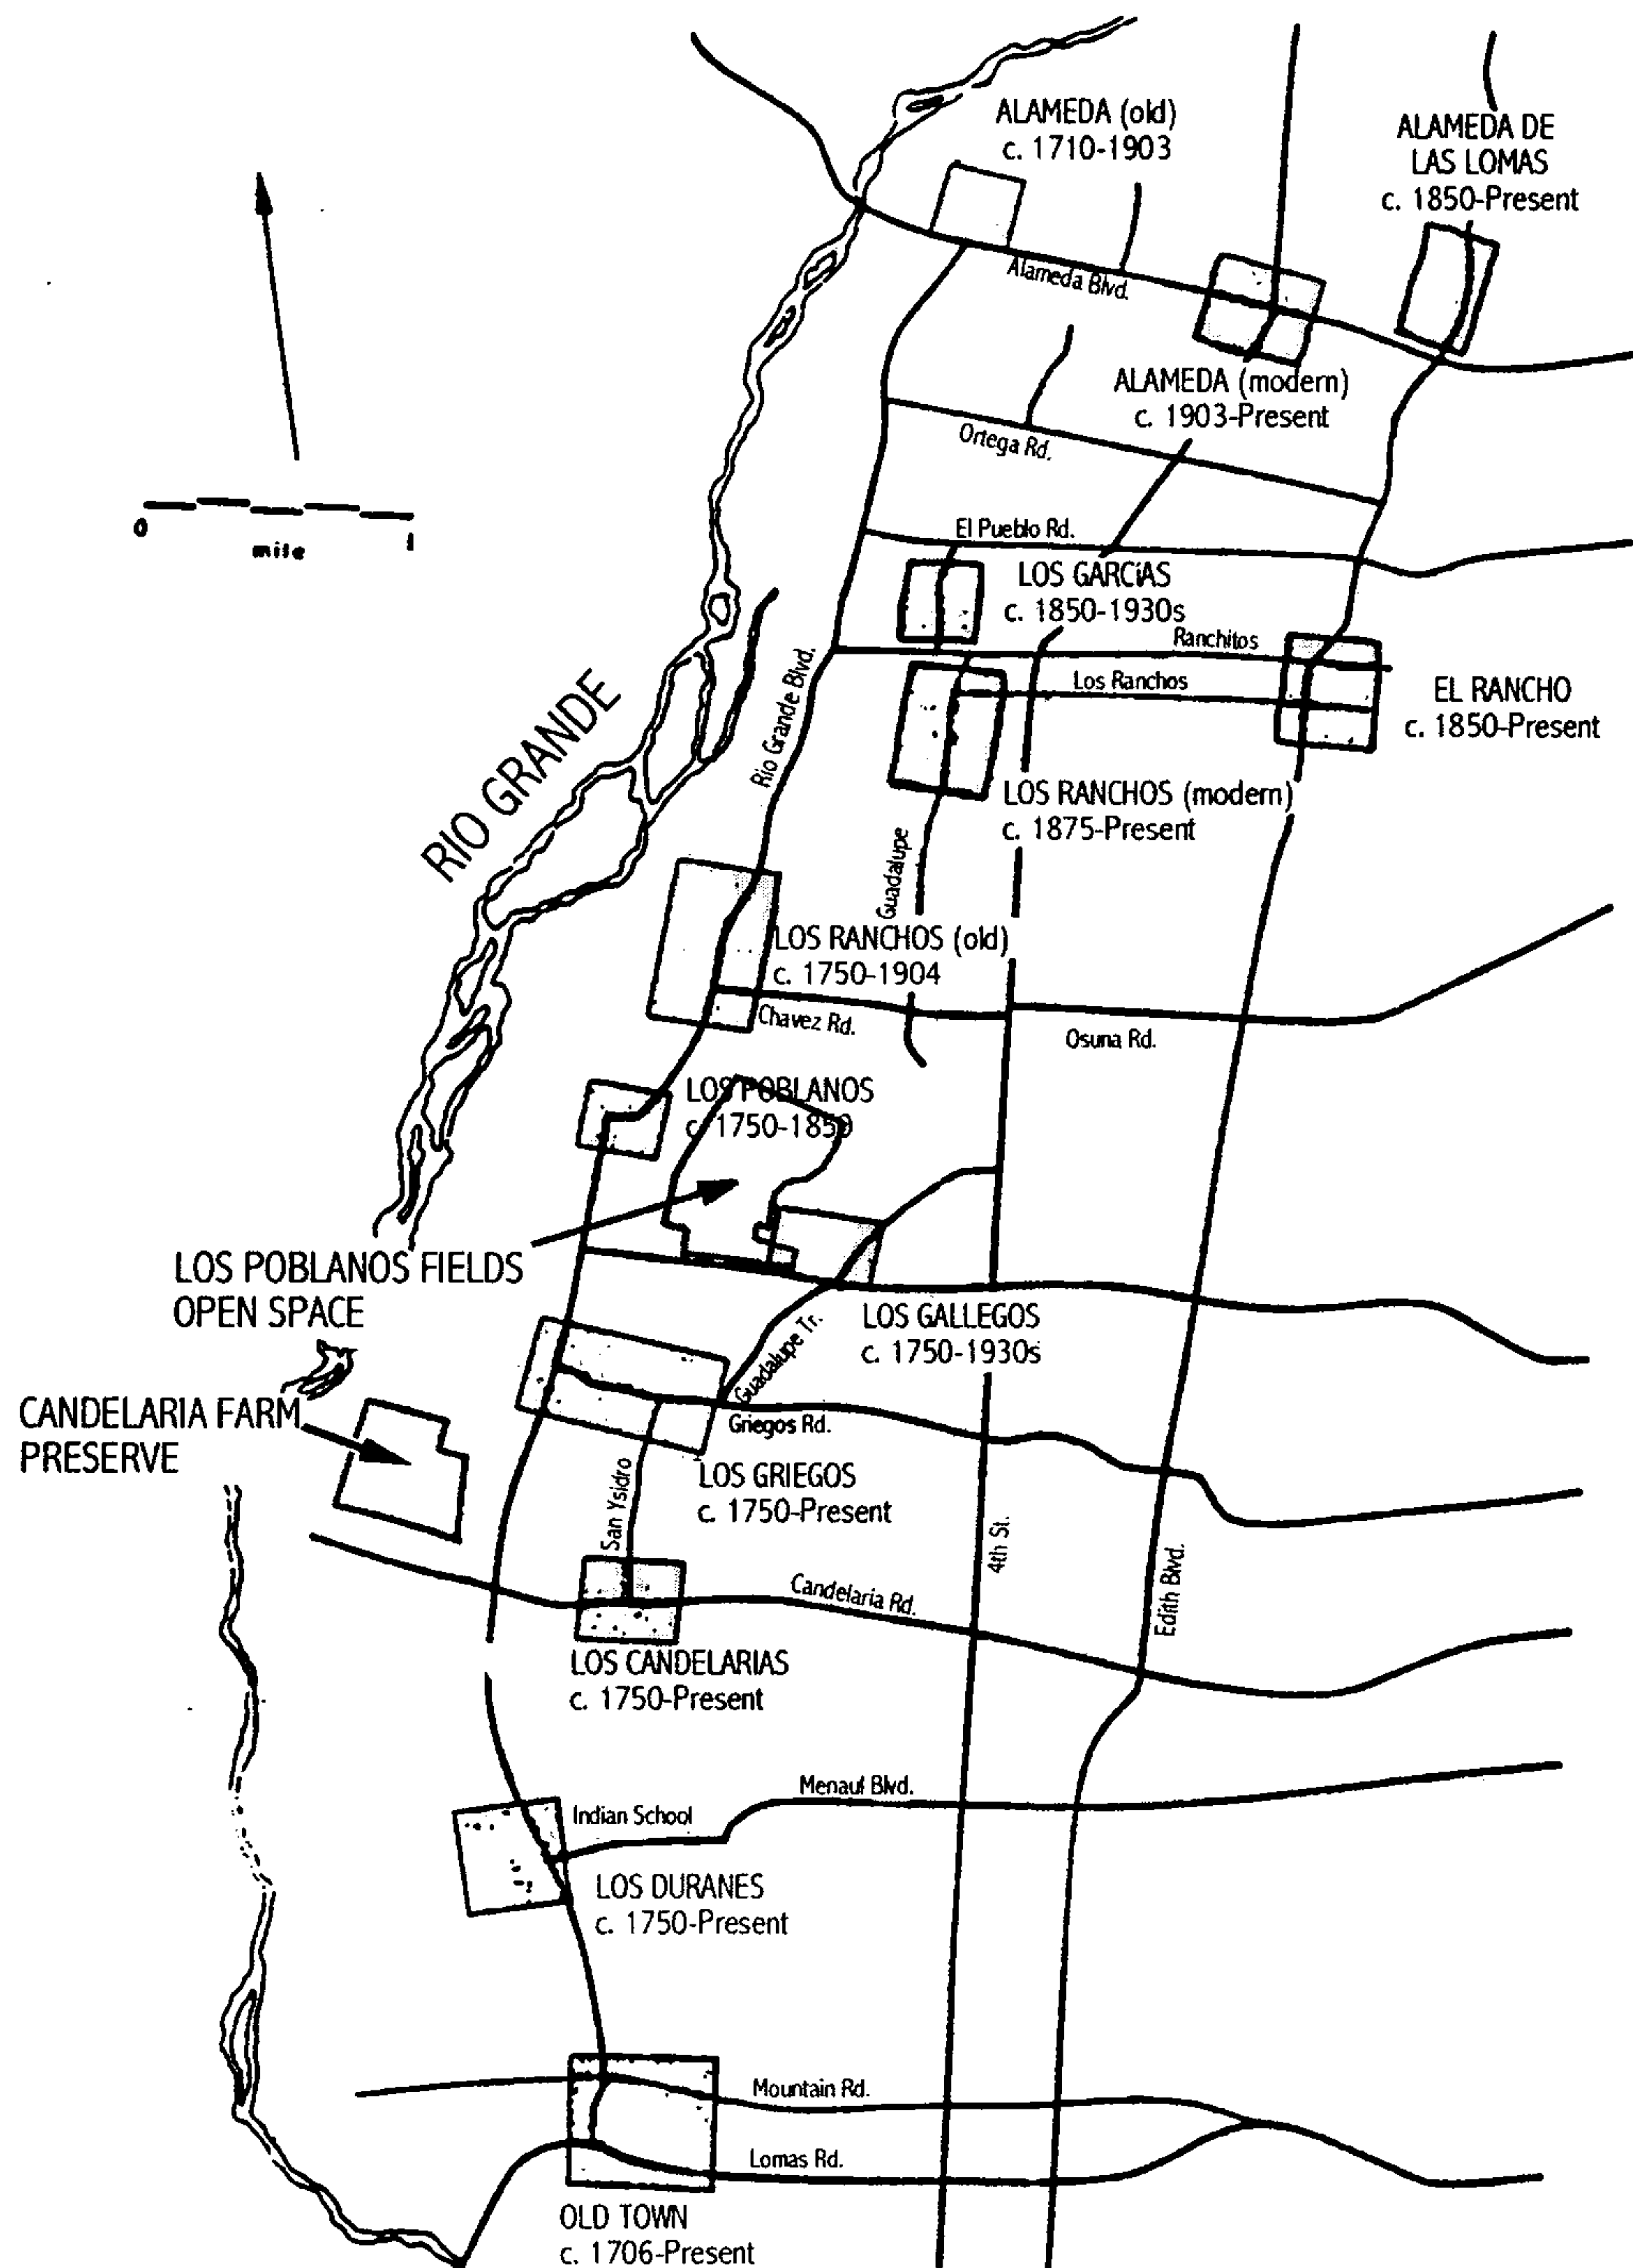 ALAMEDA (old)
c. 1710-1903
ALAMEDA DE
LAS LOMAS
c. 1850-Present
Alameda Blvd.
ALAMEDA (modern)
c. 1903-Present
Ortega Rd.
0
1
mile
El Pueblo Rd.
LOS GARCíAS
c. 1850-1930s
Ranchitos
Los Ranchos
EL RANCHO
c. 1850-Present
Rio Grande Blvd.
RIO GRANDE
LOS RANCHOS (modern)
c. 1875-Present
Guadalupe
LOS RANCHOS (old)
c. 1750-1904
Chavez Rd.
Osuna Rd.
LOS POBLANOS
c. 1750-1850
LOS POBLANOS FIELDS
OPEN SPACE
LOS GALLEGOS
c. 1750-1930s
Guadalupe Tr.
CANDELARIA FARM
PRESERVE
Griegos Rd.
LOS GRIEGOS
c. 1750-Present
San Ysidro
4th St.
Edith Blvd.
Candelaria Rd.
LOS CANDELARIAS
c. 1750-Present
Menaul Blvd.
Indian School
LOS DURANES
c. 1750-Present
Mountain Rd.
Lomas Rd.
OLD TOWN
c. 1706-Present